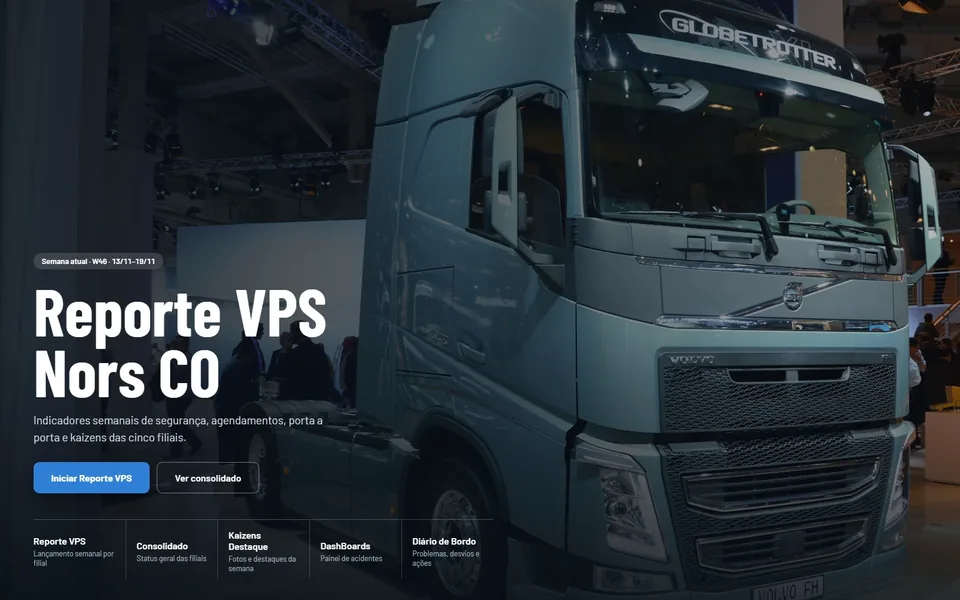 GLOBETROTTER.
VOLVO
Semana atual · W46 · 13/11–19/11
Reporte VPS
Nors CO
Indicadores semanais de segurança, agendamentos, porta a
porta e kaizens das cinco filiais.
Iniciar Reporte VPS
Ver consolidado
Reporte VPS
Lançamento semanal por
filial
Consolidado
Status geral das filiais
Kaizens
Destaque
Fotos e destaques da
semana
DashBoards
Painel de acidentes
Diário de Bordo
Problemas, desvios e
ações
VOLVO FH